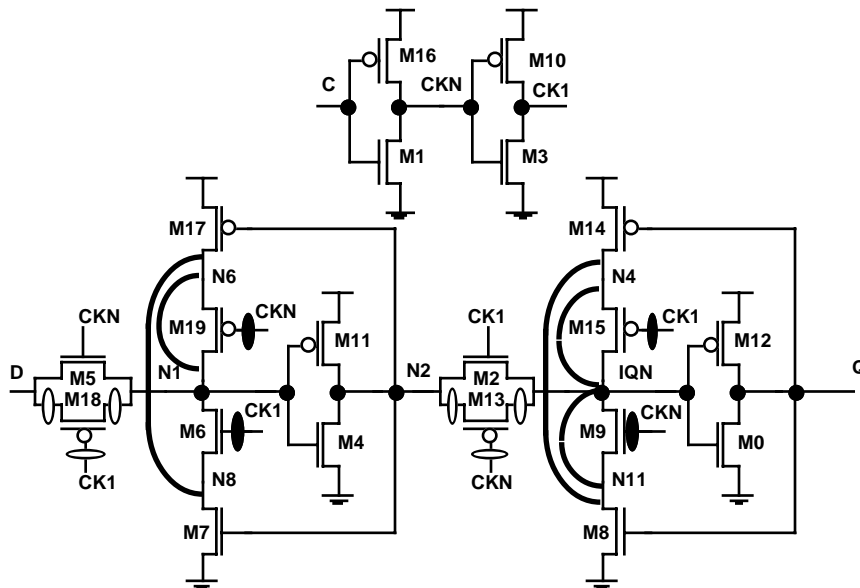 M16
M10
C
CKN
CK1
M1
M3
M17
M14
N6
N4
CKN
CK1
M19
M15
CKN
M11
CK1
M12
D
M5
N1
N2
M2
IQN
Q
M18
M13
M6
CK1
M4
M9
CKN
M0
CK1
N8
CKN
N11
M7
M8